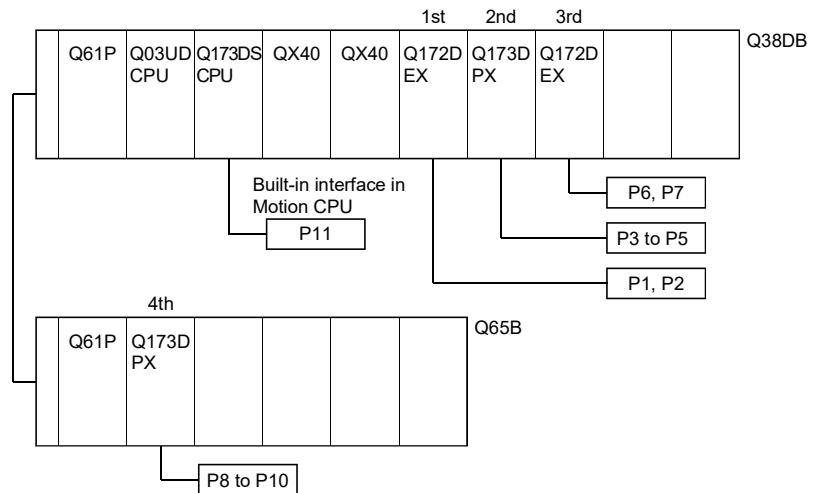 1st 2nd 3rd
Q38DB
Q61P Q03UD Q173DS QX40 QX40 Q172D Q173D Q172D
CPU CPU EX PX EX
Built-in interface in
Motion CPU
P11
P6, P7
P3 to P5
P1, P2
4th
Q65B
Q61P Q173D
PX
P8 to P10